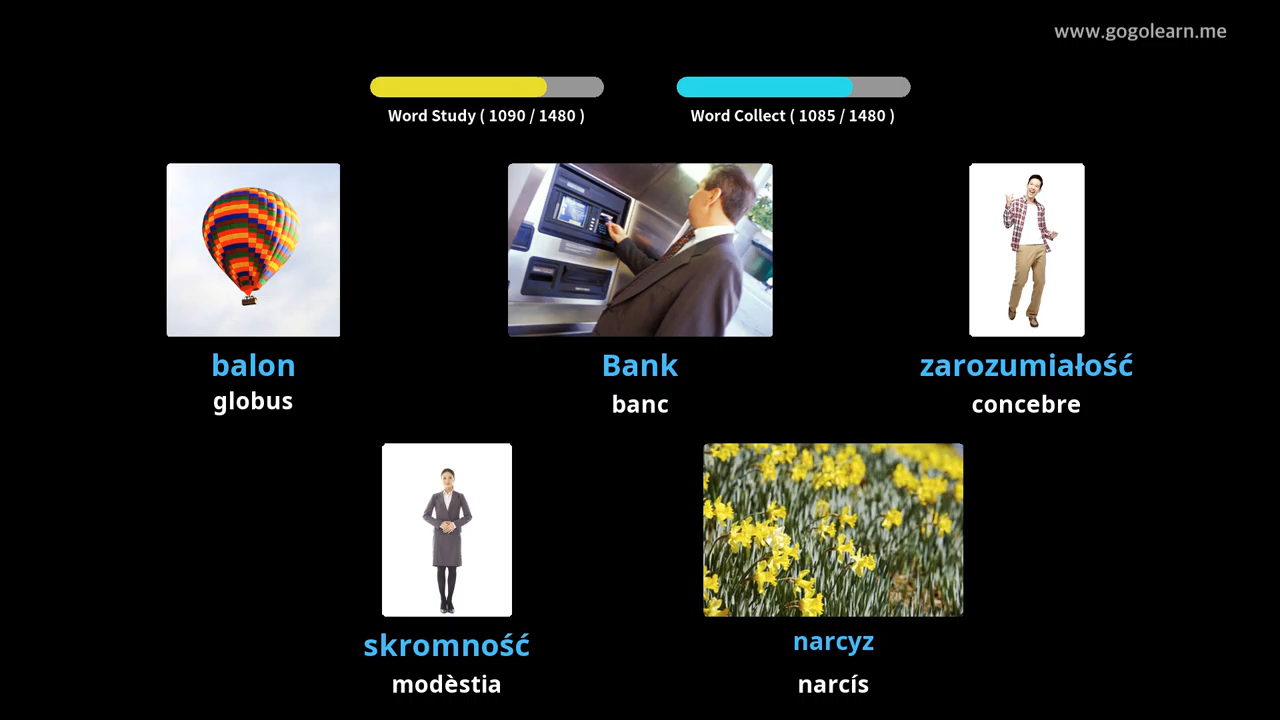 www.gogolearn.me
Word Study ( 1090 / 1480 )
Word Collect ( 1085 / 1480 )
balon
globus
Bank
banc
zarozumiałość
concebre
skromność
modèstia
narcyz
narcís